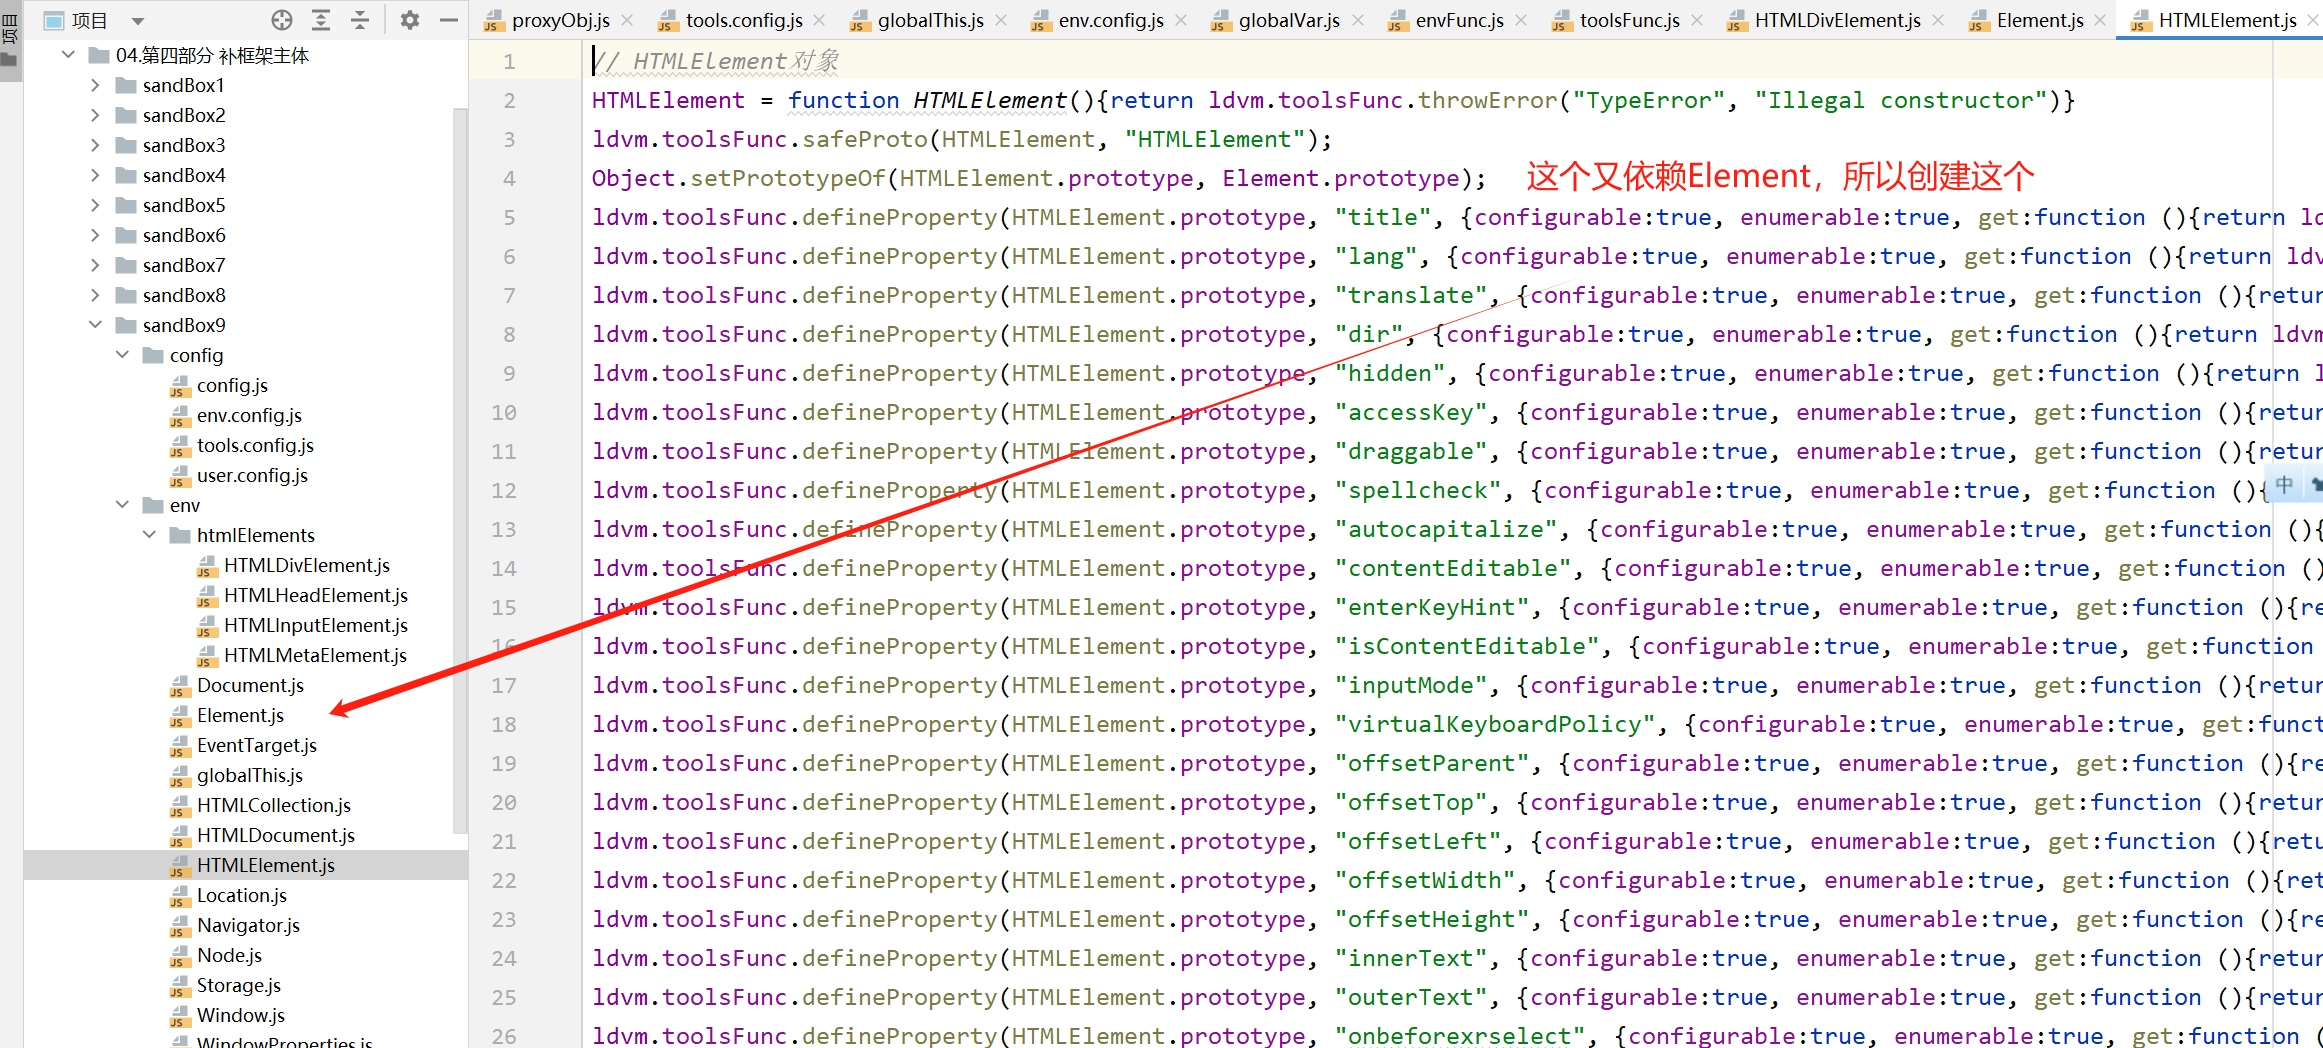 项目
项目
proxyObj.js
tools.config.js
globalThis.js
env.config.js
globalVar.js
envFunc.js
toolsFunc.js
HTMLDivElement.js
Element.js
HTMLElement.js
04.第四部分 补框架主体
sandBox1
sandBox2
sandBox3
sandBox4
sandBox5
sandBox6
sandBox7
sandBox8
sandBox9
config
config.js
env.config.js
tools.config.js
user.config.js
env
htmlElements
HTMLDivElement.js
HTMLHeadElement.js
HTMLInputElement.js
HTMLMetaElement.js
Document.js
Element.js
EventTarget.js
globalThis.js
HTMLCollection.js
HTMLDocument.js
HTMLElement.js
Location.js
Navigator.js
Node.js
Storage.js
Window.js
WindowProperties.js
1 // HTMLElement对象
2 HTMLElement = function HTMLElement(){return ldvm.toolsFunc.throwError("TypeError", "Illegal constructor")}
3 ldvm.toolsFunc.safeProto(HTMLElement, "HTMLElement");
4 Object.setPrototypeOf(HTMLElement.prototype, Element.prototype); 这个又依赖Element，所以创建这个
5 ldvm.toolsFunc.defineProperty(HTMLElement.prototype, "title", {configurable:true, enumerable:true, get:function (){return ld
6 ldvm.toolsFunc.defineProperty(HTMLElement.prototype, "lang", {configurable:true, enumerable:true, get:function (){return ldv
7 ldvm.toolsFunc.defineProperty(HTMLElement.prototype, "translate", {configurable:true, enumerable:true, get:function (){retur
8 ldvm.toolsFunc.defineProperty(HTMLElement.prototype, "dir", {configurable:true, enumerable:true, get:function (){return ldvm
9 ldvm.toolsFunc.defineProperty(HTMLElement.prototype, "hidden", {configurable:true, enumerable:true, get:function (){return l
10 ldvm.toolsFunc.defineProperty(HTMLElement.prototype, "accessKey", {configurable:true, enumerable:true, get:function (){retur
11 ldvm.toolsFunc.defineProperty(HTMLElement.prototype, "draggable", {configurable:true, enumerable:true, get:function (){retur
12 ldvm.toolsFunc.defineProperty(HTMLElement.prototype, "spellcheck", {configurable:true, enumerable:true, get:function (){ 中
13 ldvm.toolsFunc.defineProperty(HTMLElement.prototype, "autocapitalize", {configurable:true, enumerable:true, get:function (){
14 ldvm.toolsFunc.defineProperty(HTMLElement.prototype, "contentEditable", {configurable:true, enumerable:true, get:function ()
15 ldvm.toolsFunc.defineProperty(HTMLElement.prototype, "enterKeyHint", {configurable:true, enumerable:true, get:function (){re
16 ldvm.toolsFunc.defineProperty(HTMLElement.prototype, "isContentEditable", {configurable:true, enumerable:true, get:function
17 ldvm.toolsFunc.defineProperty(HTMLElement.prototype, "inputMode", {configurable:true, enumerable:true, get:function (){retur
18 ldvm.toolsFunc.defineProperty(HTMLElement.prototype, "virtualKeyboardPolicy", {configurable:true, enumerable:true, get:funct
19 ldvm.toolsFunc.defineProperty(HTMLElement.prototype, "offsetParent", {configurable:true, enumerable:true, get:function (){re
20 ldvm.toolsFunc.defineProperty(HTMLElement.prototype, "offsetTop", {configurable:true, enumerable:true, get:function (){retur
21 ldvm.toolsFunc.defineProperty(HTMLElement.prototype, "offsetLeft", {configurable:true, enumerable:true, get:function (){retu
22 ldvm.toolsFunc.defineProperty(HTMLElement.prototype, "offsetWidth", {configurable:true, enumerable:true, get:function (){ret
23 ldvm.toolsFunc.defineProperty(HTMLElement.prototype, "offsetHeight", {configurable:true, enumerable:true, get:function (){re
24 ldvm.toolsFunc.defineProperty(HTMLElement.prototype, "innerText", {configurable:true, enumerable:true, get:function (){retur
25 ldvm.toolsFunc.defineProperty(HTMLElement.prototype, "outerText", {configurable:true, enumerable:true, get:function (){retur
26 ldvm.toolsFunc.defineProperty(HTMLElement.prototype, "onbeforexrselect", {configurable:true, enumerable:true, get:function (